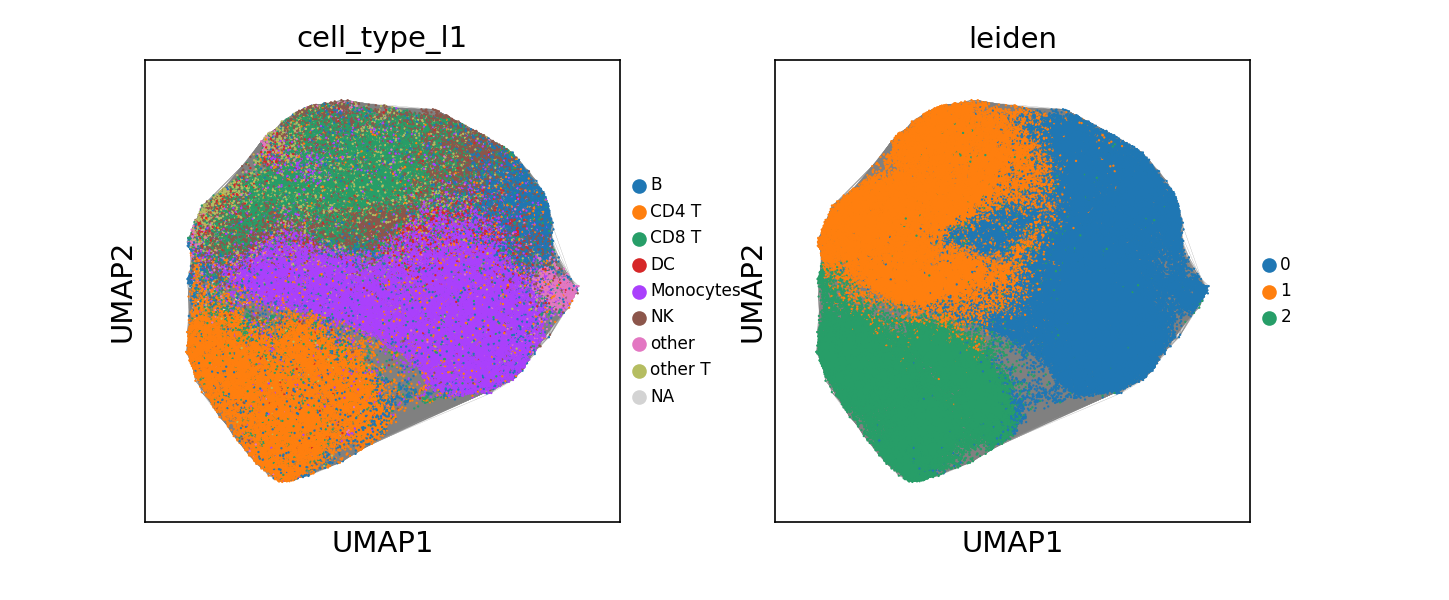 cell_type_l1
UMAP2
UMAP1
B
CD4 T
CD8 T
DC
Monocytes
NK
other
other T
NA
leiden
UMAP2
UMAP1
0
1
2